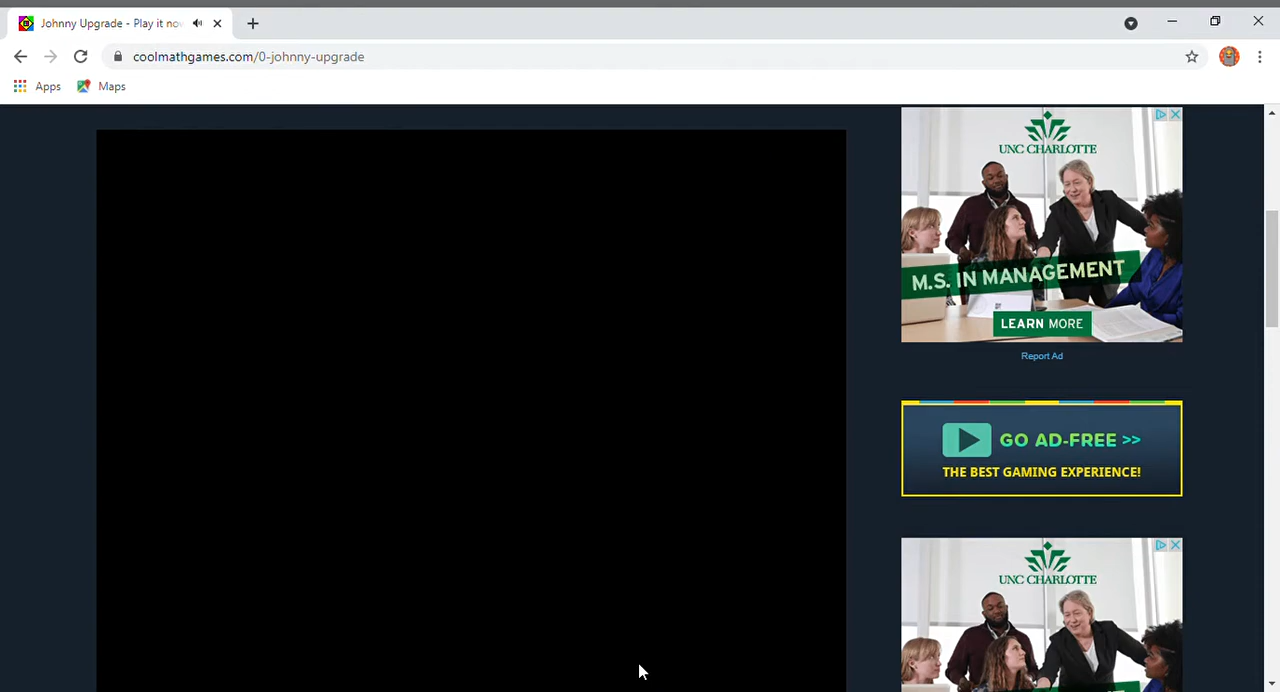 Johnny Upgrade - Play it no
coolmathgames.com/0-johnny-upgrade
Apps
Maps
UNC CHARLOTTE
M.S. IN MANAGEMENT
LEARN MORE
Report Ad
GO AD-FREE >>
THE BEST GAMING EXPERIENCE!
UNC CHARLOTTE